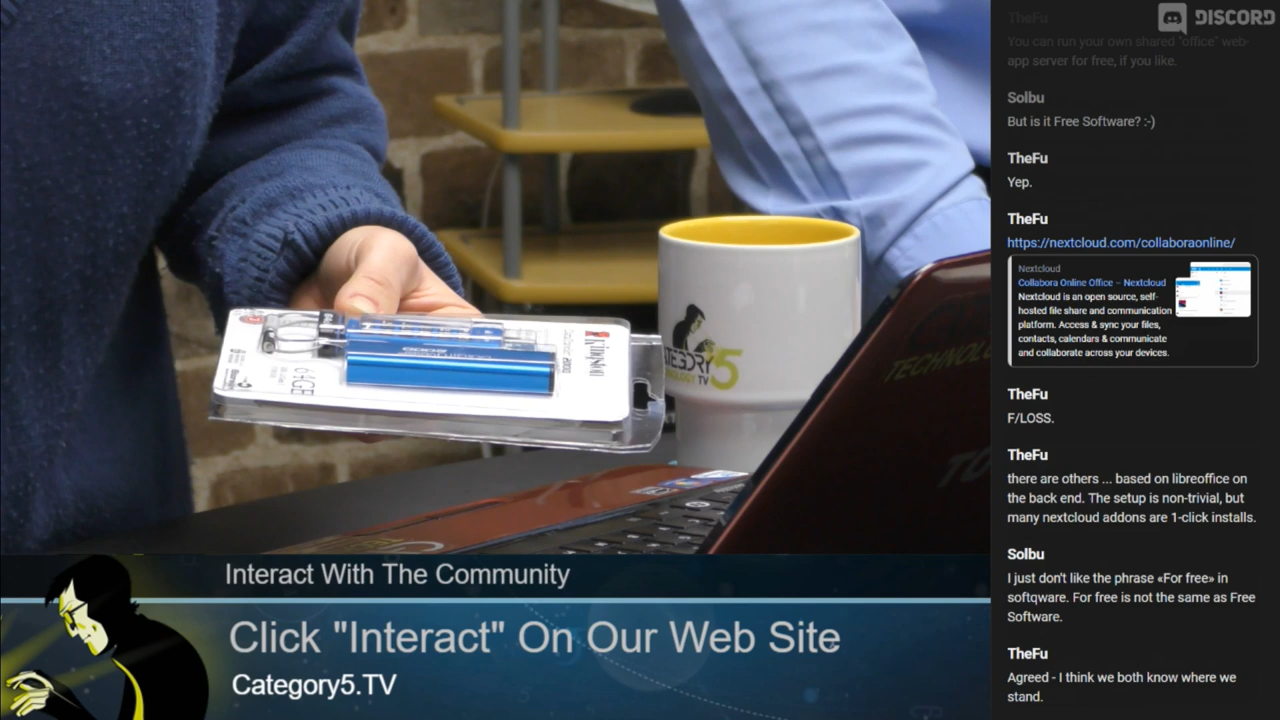 DISCORD
TheFu
You can run your own shared "office" web-
app server for free, if you like.
Solbu
But is it Free Software? :-)
TheFu
Yep.
TheFu
https://nextcloud.com/collaboraonline/
Nextcloud
Collabora Online Office – Nextcloud
Nextcloud is an open source, self-
hosted file share and communication
platform. Access & sync your files,
contacts, calendars & communicate
and collaborate across your devices.
TheFu
F/LOSS.
TheFu
there are others ... based on libreoffice on
the back end. The setup is non-trivial, but
many nextcloud addons are 1-click installs.
Solbu
I just don't like the phrase «For free» in
softqware. For free is not the same as Free
Software.
TheFu
Agreed - I think we both know where we
stand.
Kingston
64GB
TEGORY5
TV
TECHNOLO
Interact With The Community
Click "Interact" On Our Web Site
Category5.TV